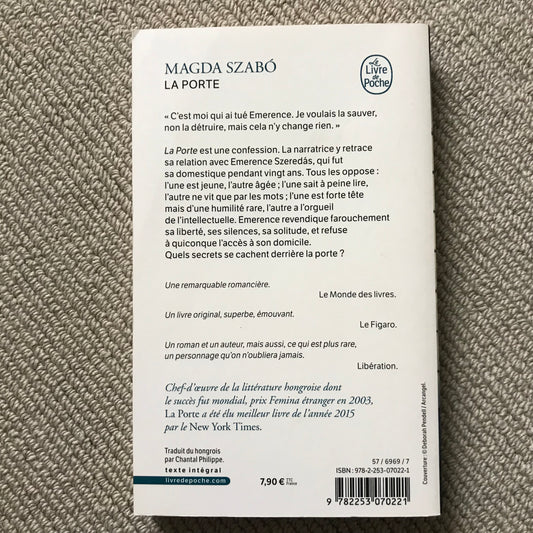 MAGDA SZABÓ
LA PORTE
Le
Livre
de
Poche
« C'est moi qui ai tué Emerence. Je voulais la sauver,
non la détruire, mais cela n'y change rien. »
La Porte est une confession. La narratrice y retrace
sa relation avec Emerence Szeredás, qui fut
sa domestique pendant vingt ans. Tous les oppose :
l'une est jeune, l'autre âgée ; l'une sait à peine lire,
l'autre ne vit que par les mots ; l'une est forte tête
mais d'une humilité rare, l'autre a l'orgueil
de l'intellectuelle. Emerence revendique farouchement
sa liberté, ses silences, sa solitude, et refuse
à quiconque l'accès à son domicile.
Quels secrets se cachent derrière la porte ?
Une remarquable romancière.
Le Monde des livres.
Un livre original, superbe, émouvant.
Le Figaro.
Un roman et un auteur, mais aussi, ce qui est plus rare,
un personnage qu'on n'oubliera jamais.
Libération.
Chef-d'œuvre de la littérature hongroise dont
le succès fut mondial, prix Femina étranger en 2003,
La Porte a été élu meilleur livre de l'année 2015
par le New York Times.
Traduit du hongrois
par Chantal Philippe.
texte intégral
livredepoche.com
7,90 € TTC
France
57 / 6969 / 7
ISBN : 978-2-253-07022-1
9 782253 070221
Couverture : © Deborah Pendell / Arcangel.